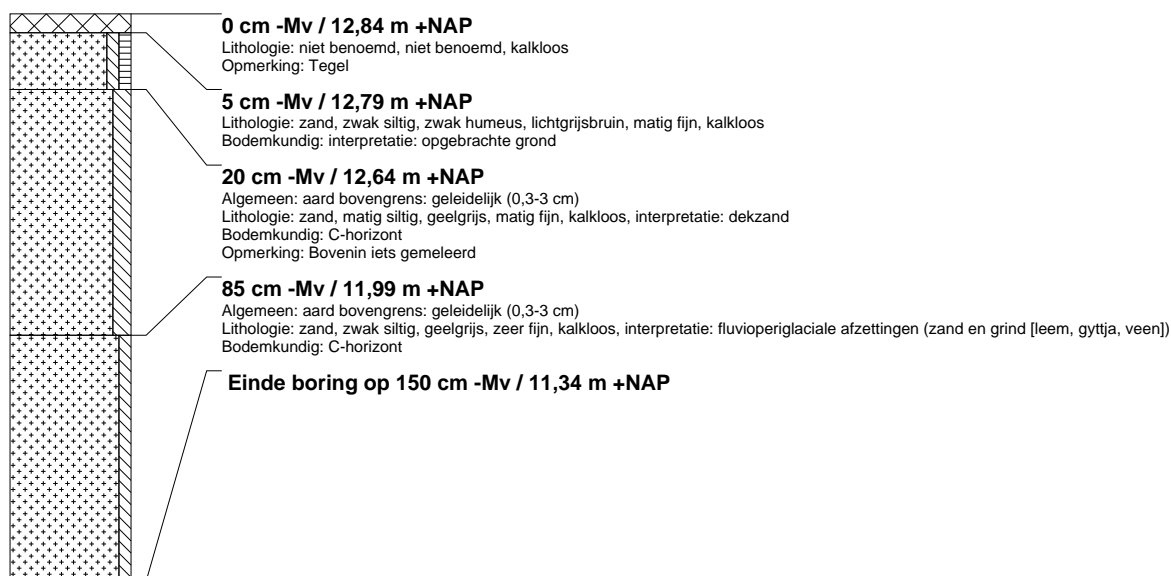 0 cm -Mv / 12,84 m +NAP
Lithologie: niet benoemd, niet benoemd, kalkloos
Opmerking: Tegel
5 cm -Mv / 12,79 m +NAP
Lithologie: zand, zwak siltig, zwak humeus, lichtgrijsbruin, matig fijn, kalkloos
Bodemkundig: interpretatie: opgebrachte grond
20 cm -Mv / 12,64 m +NAP
Algemeen: aard bovengrens: geleidelijk (0,3-3 cm)
Lithologie: zand, matig siltig, geelgrijs, matig fijn, kalkloos, interpretatie: dekzand
Bodemkundig: C-horizont
Opmerking: Bovenin iets gemeleerd
85 cm -Mv / 11,99 m +NAP
Algemeen: aard bovengrens: geleidelijk (0,3-3 cm)
Lithologie: zand, zwak siltig, geelgrijs, zeer fijn, kalkloos, interpretatie: fluvioperiglaciale afzettingen (zand en grind [leem, gyttja, veen])
Bodemkundig: C-horizont
Einde boring op 150 cm -Mv / 11,34 m +NAP